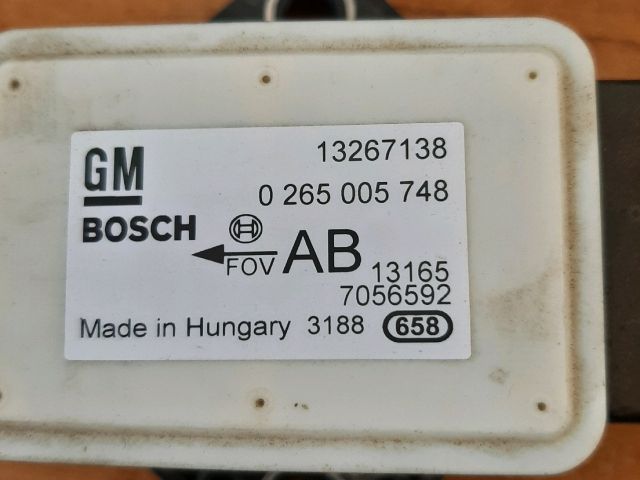 GM 13267138
0 265 005 748
BOSCH
FOV AB
13165
7056592
Made in Hungary 3188 658